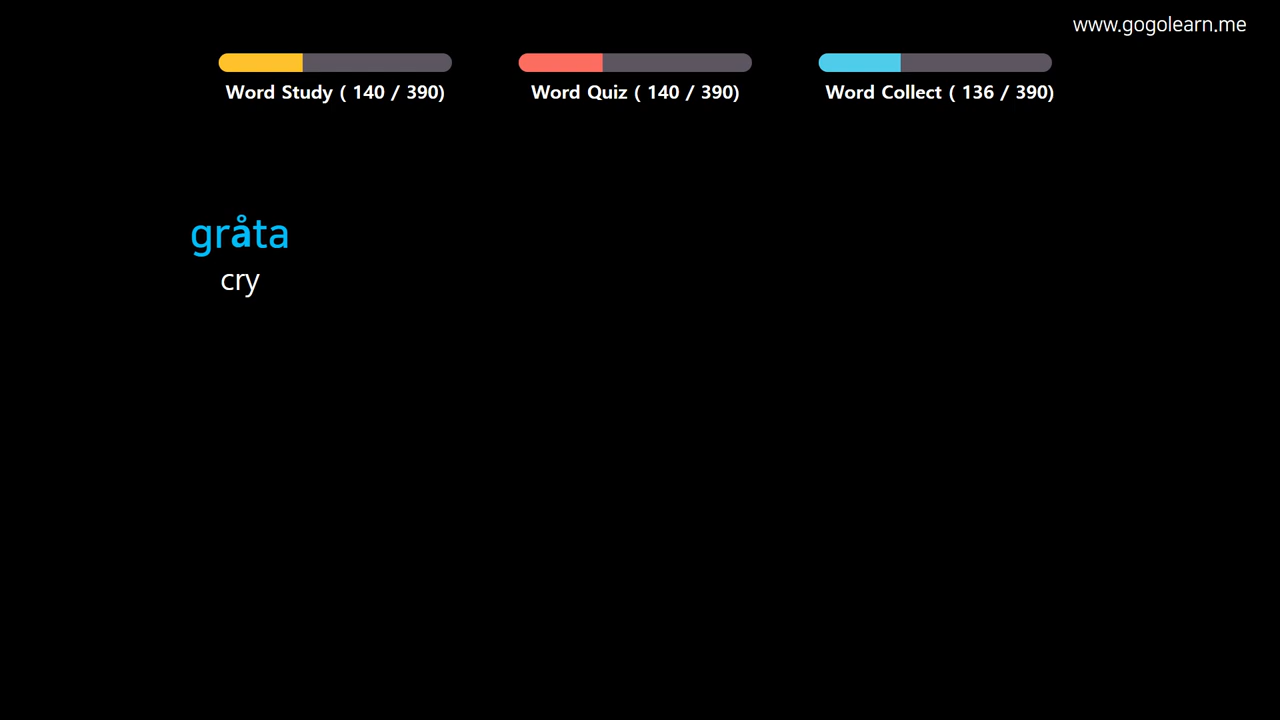 www.gogolearn.me
Word Study ( 140 / 390)
Word Quiz ( 140 / 390)
Word Collect ( 136 / 390)
gråta
cry